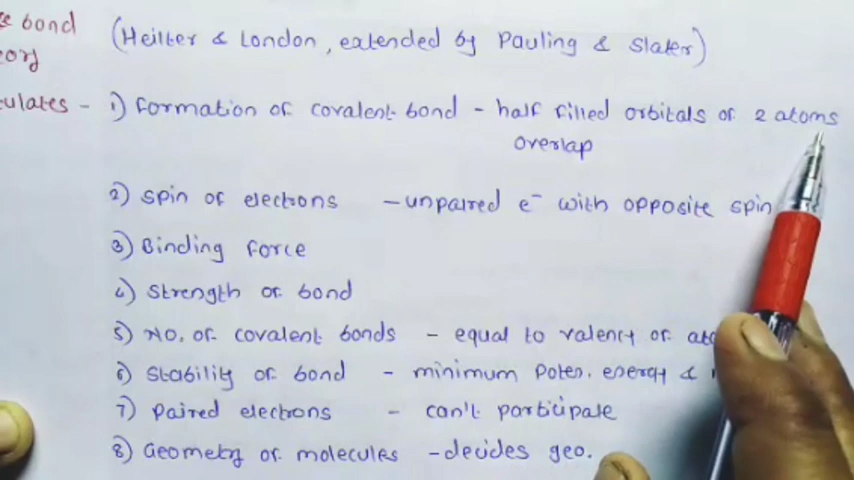 bond
(Heitler & London, extended by Pauling & Slater)
- 1) Formation of covalent bond - half filled orbitals of 2 atoms
overlap
2) Spin of electrons - unpaired e⁻ with opposite spin
3) Binding Force
4) Strength of bond
5) No. of covalent bonds - equal to valency of
6) Stability of bond - minimum poten. energy &
7) Paired electrons - can't participate
8) Geometry of molecules - decides geo.